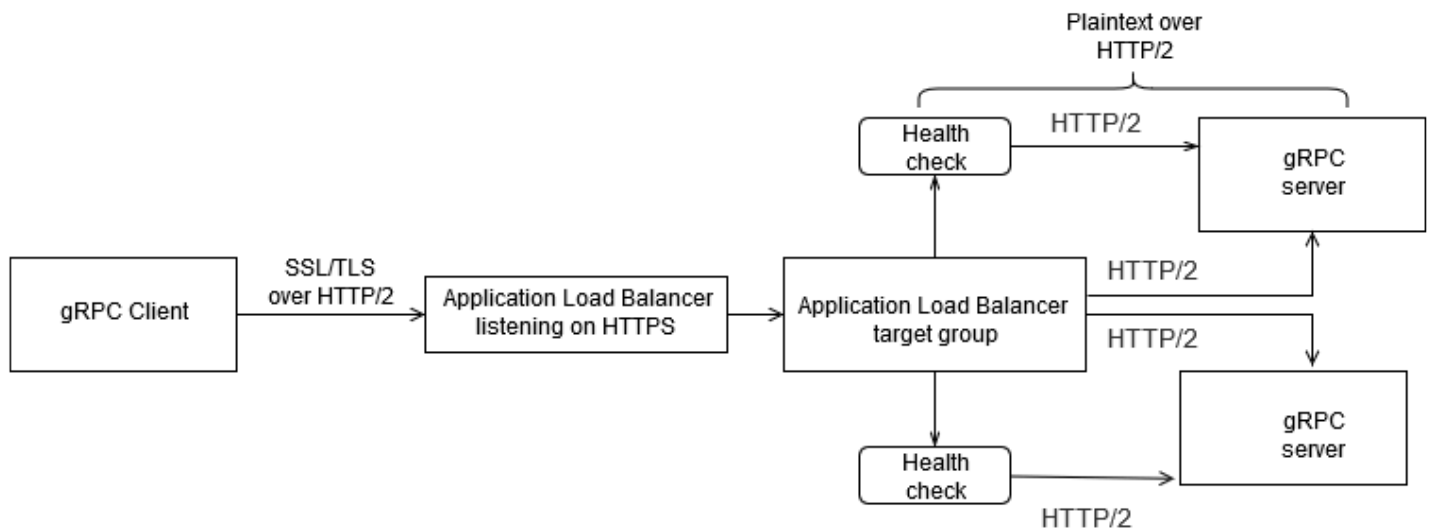 Plaintext over
HTTP/2
Health
check
HTTP/2
gRPC
server
gRPC Client
SSL/TLS
over HTTP/2
Application Load Balancer
listening on HTTPS
Application Load Balancer
target group
HTTP/2
HTTP/2
gRPC
server
Health
check
HTTP/2